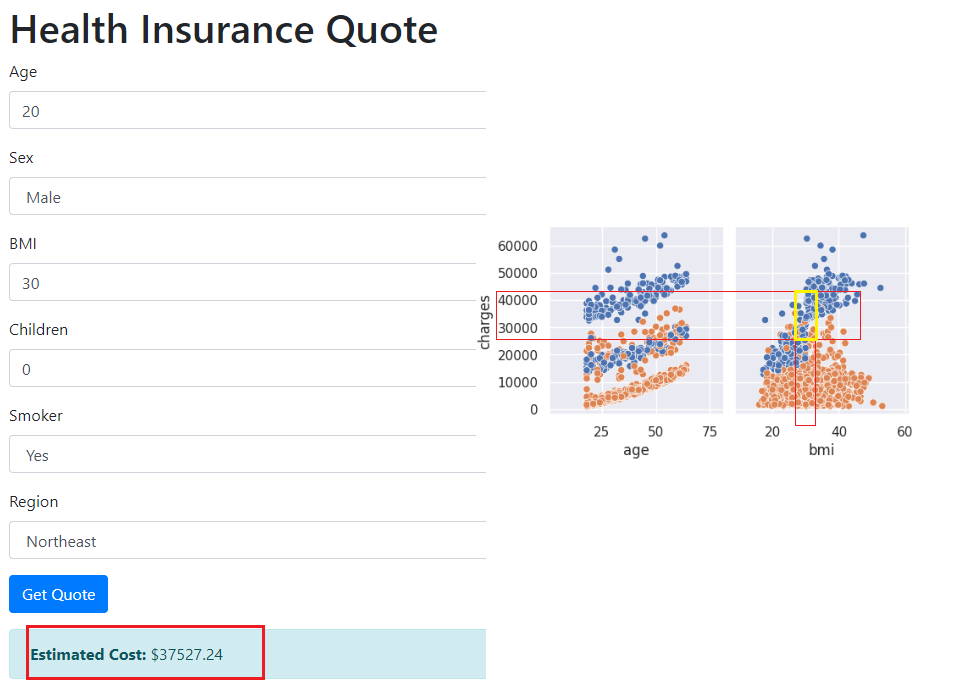 Health Insurance Quote
Age
20
Sex
Male
BMI
30
Children
0
Smoker
Yes
Region
Northeast
Get Quote
Estimated Cost: $37527.24
charges
60000
50000
40000
30000
20000
10000
0
25 50 75
age
20 40 60
bmi